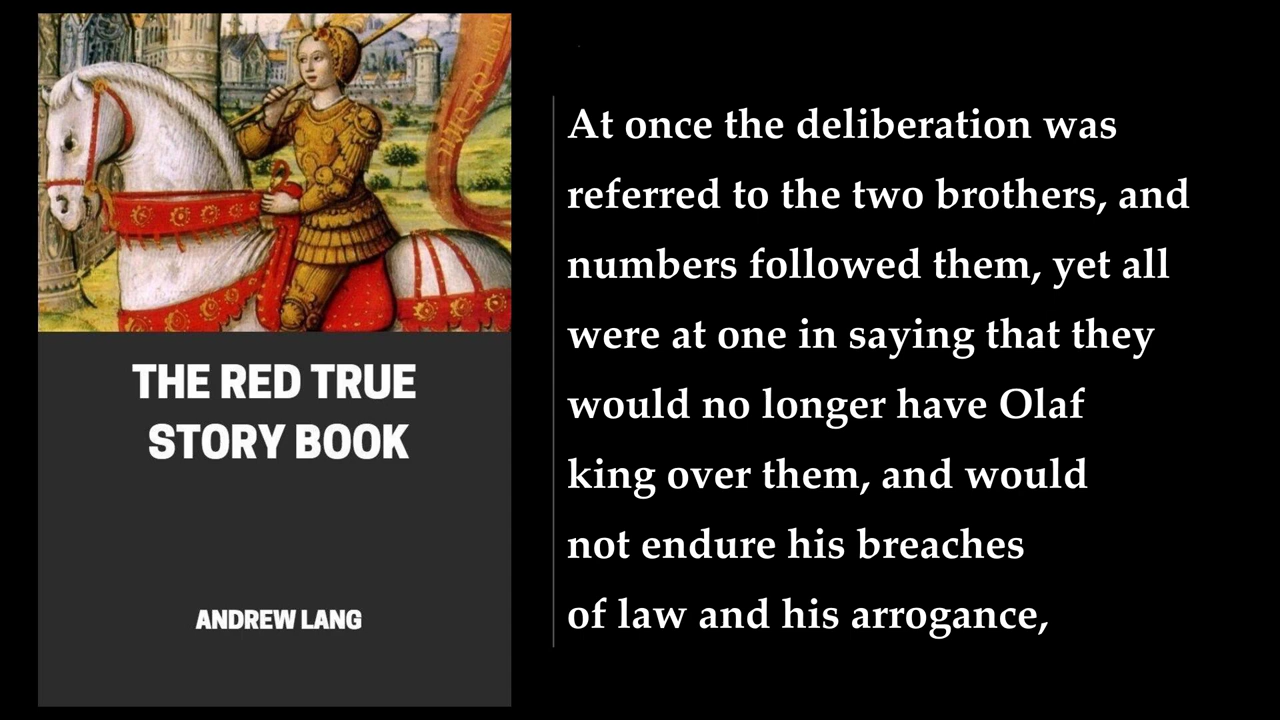 THE RED TRUE
STORY BOOK
ANDREW LANG
At once the deliberation was
referred to the two brothers, and
numbers followed them, yet all
were at one in saying that they
would no longer have Olaf
king over them, and would
not endure his breaches
of law and his arrogance,